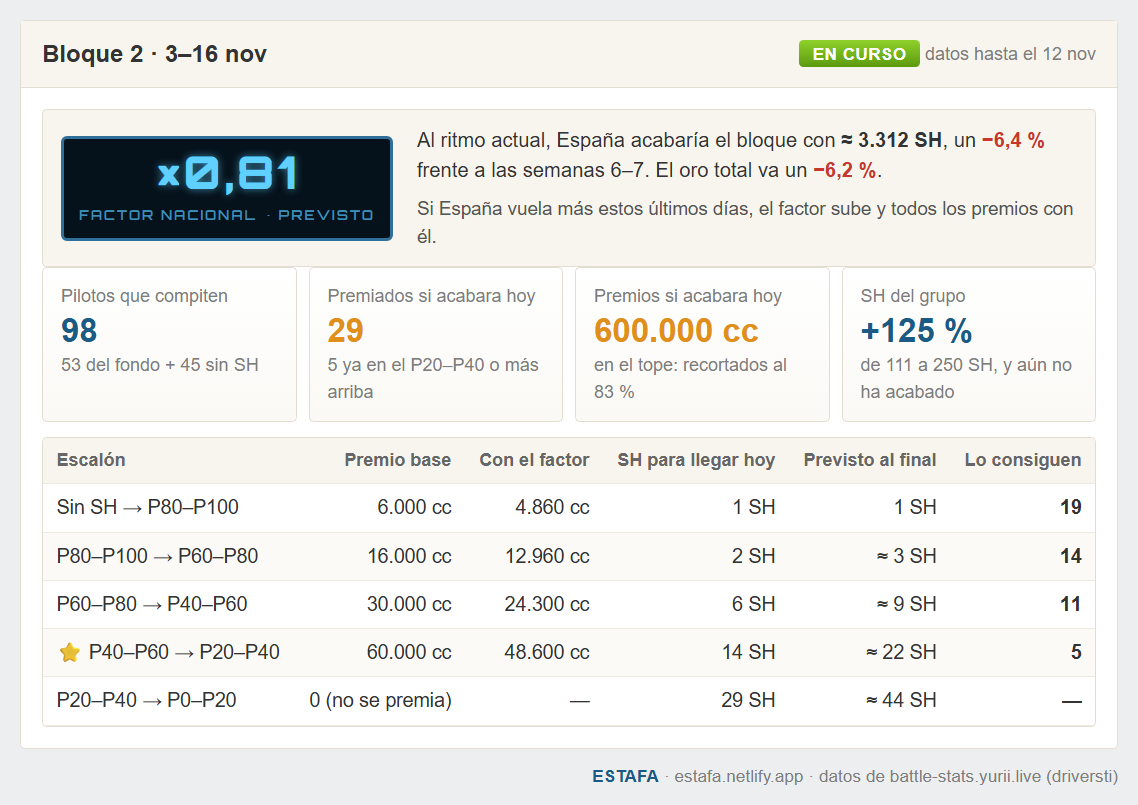 Bloque 2 · 3–16 nov
EN CURSO datos hasta el 12 nov
x0,81
FACTOR NACIONAL · PREVISTO
Al ritmo actual, España acabaría el bloque con ≈ 3.312 SH, un −6,4 %
frente a las semanas 6–7. El oro total va un −6,2 %.
Si España vuela más estos últimos días, el factor sube y todos los premios con
él.
Pilotos que compiten
98
53 del fondo + 45 sin SH
Premiados si acabara hoy
29
5 ya en el P20–P40 o más
arriba
Premios si acabara hoy
600.000 cc
en el tope: recortados al
83 %
SH del grupo
+125 %
de 111 a 250 SH, y aún no
ha acabado
Escalón Premio base Con el factor SH para llegar hoy Previsto al final Lo consiguen
Sin SH → P80–P100 6.000 cc 4.860 cc 1 SH 1 SH 19
P80–P100 → P60–P80 16.000 cc 12.960 cc 2 SH ≈ 3 SH 14
P60–P80 → P40–P60 30.000 cc 24.300 cc 6 SH ≈ 9 SH 11
⭐ P40–P60 → P20–P40 60.000 cc 48.600 cc 14 SH ≈ 22 SH 5
P20–P40 → P0–P20 0 (no se premia) — 29 SH ≈ 44 SH —
ESTAFA · estafa.netlify.app · datos de battle-stats.yurii.live (driversti)